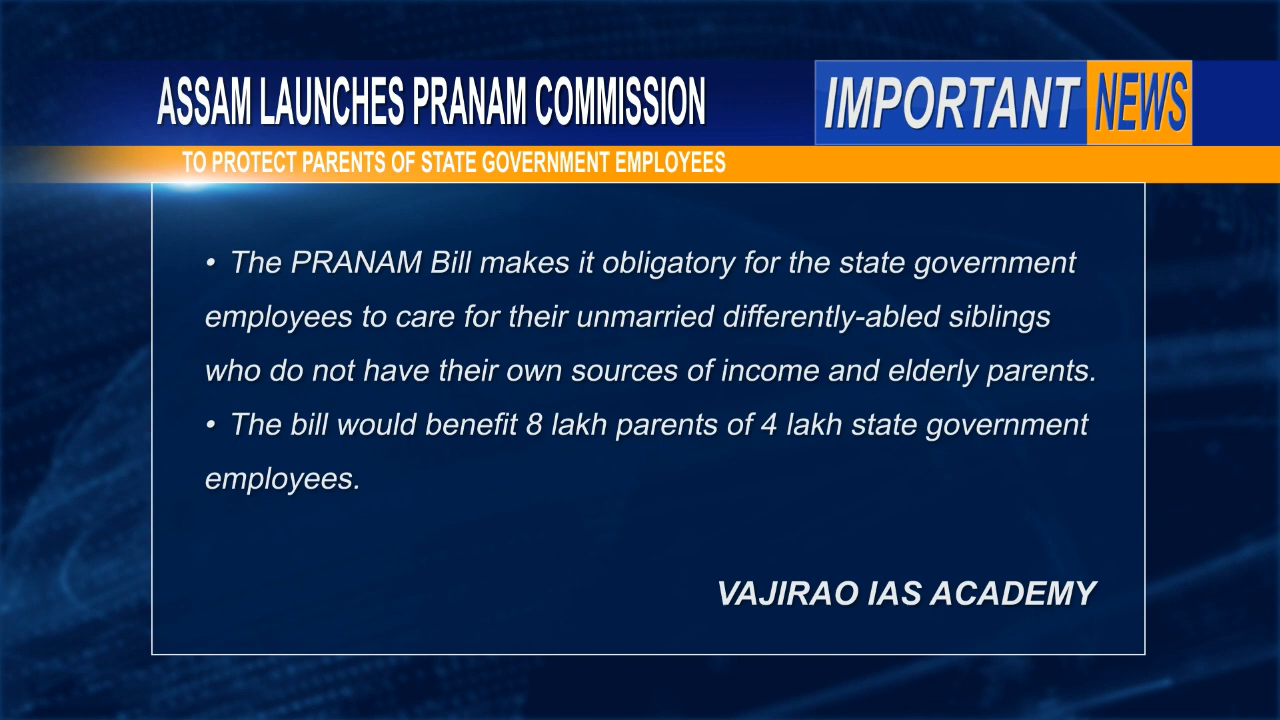 ASSAM LAUNCHES PRANAM COMMISSION
IMPORTANT NEWS
TO PROTECT PARENTS OF STATE GOVERNMENT EMPLOYEES
• The PRANAM Bill makes it obligatory for the state government
employees to care for their unmarried differently-abled siblings
who do not have their own sources of income and elderly parents.
• The bill would benefit 8 lakh parents of 4 lakh state government
employees.
VAJIRAO IAS ACADEMY